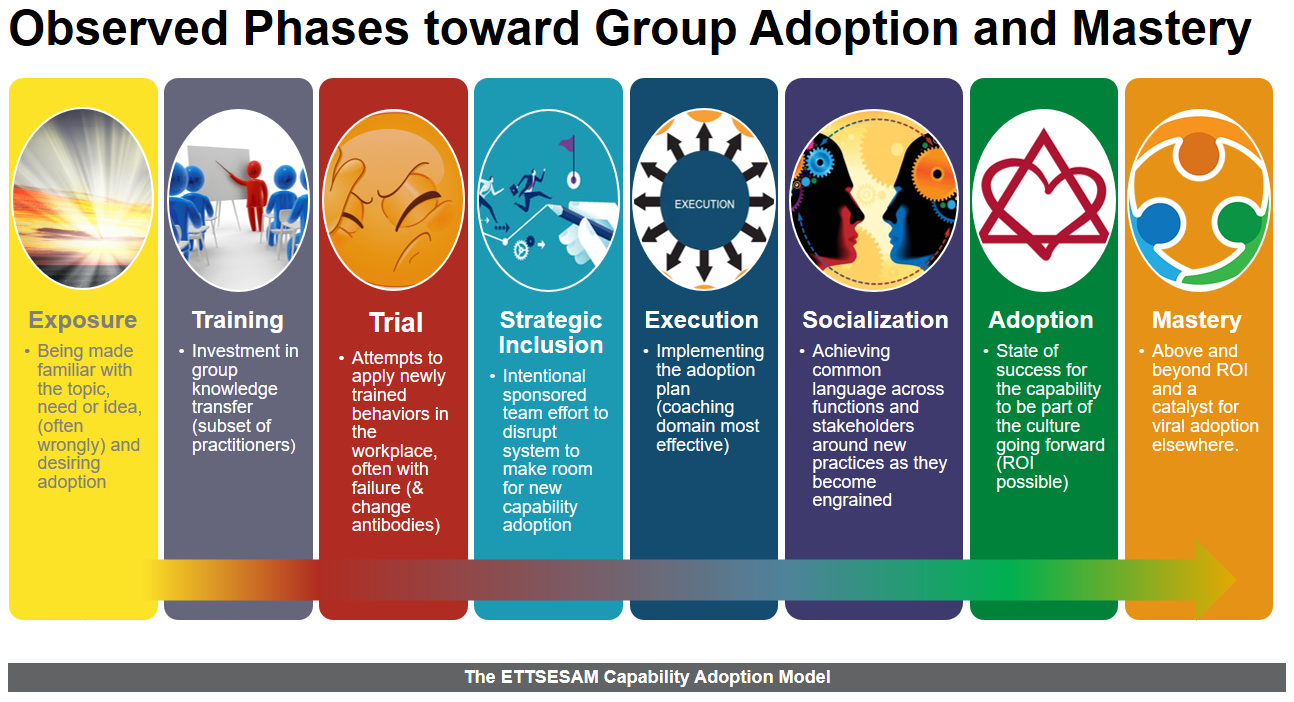 Observed Phases toward Group Adoption and Mastery
Exposure
• Being made
familiar with
the topic,
need or idea,
(often
wrongly) and
desiring
adoption
Training
• Investment in
group
knowledge
transfer
(subset of
practitioners)
Trial
• Attempts to
apply newly
trained
behaviors in
the
workplace,
often with
failure (&
change
antibodies)
Strategic
Inclusion
• Intentional
sponsored
team effort to
disrupt
system to
make room
for new
capability
adoption
EXECUTION
Execution
• Implementing
the adoption
plan
(coaching
domain most
effective)
Socialization
• Achieving
common
language across
functions and
stakeholders
around new
practices as they
become
engrained
Adoption
• State of
success for
the capability
to be part of
the culture
going forward
(ROI
possible)
Mastery
• Above and
beyond ROI
and a
catalyst for
viral adoption
elsewhere.
The ETTSESAM Capability Adoption Model